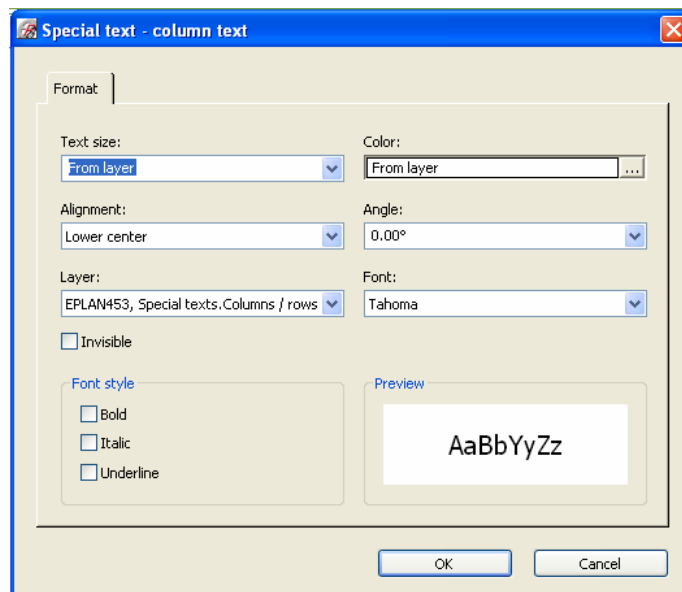 Special text - column text
Format
Text size:
Color:
From layer
From layer
...
Alignment:
Angle:
Lower center
0.00°
Layer:
Font:
EPLAN453, Special texts.Columns / rows
Tahoma
Invisible
Font style
Preview
Bold
Italic
Underline
AaBbYyZz
OK
Cancel